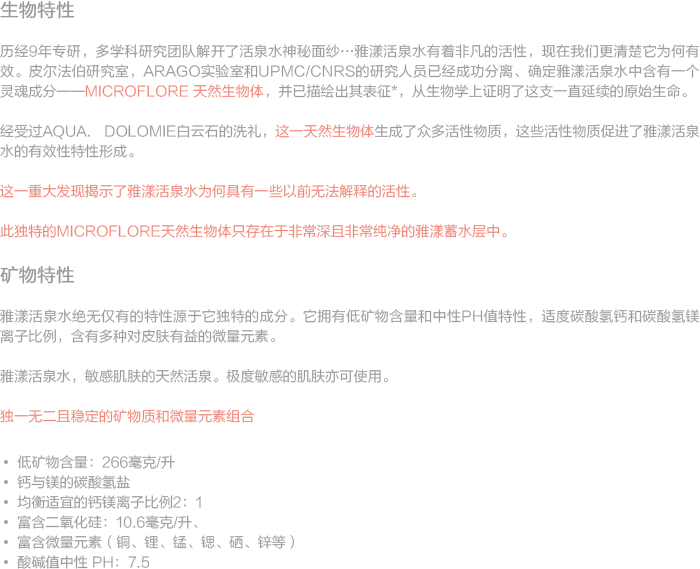 生物特性
历经9年专研，多学科研究团队解开了活泉水神秘面纱…雅漾活泉水有着非凡的活性，现在我们更清楚它为何有
效。皮尔法伯研究室，ARAGO实验室和UPMC/CNRS的研究人员已经成功分离、确定雅漾活泉水中含有一个
灵魂成分——MICROFLORE 天然生物体，并已描绘出其表征*，从生物学上证明了这支一直延续的原始生命。
经受过AQUA. DOLOMIE白云石的洗礼，这一天然生物体生成了众多活性物质，这些活性物质促进了雅漾活泉
水的有效性特性形成。
这一重大发现揭示了雅漾活泉水为何具有一些以前无法解释的活性。
此独特的MICROFLORE天然生物体只存在于非常深且非常纯净的雅漾蓄水层中。
矿物特性
雅漾活泉水绝无仅有的特性源于它独特的成分。它拥有低矿物含量和中性PH值特性，适度碳酸氢钙和碳酸氢镁
离子比例，含有多种对皮肤有益的微量元素。
雅漾活泉水，敏感肌肤的天然活泉。极度敏感的肌肤亦可使用。
独一无二且稳定的矿物质和微量元素组合
• 低矿物含量：266毫克/升
• 钙与镁的碳酸氢盐
• 均衡适宜的钙镁离子比例2：1
• 富含二氧化硅：10.6毫克/升、
• 富含微量元素（铜、锂、锰、锶、硒、锌等）
• 酸碱值中性 PH：7.5